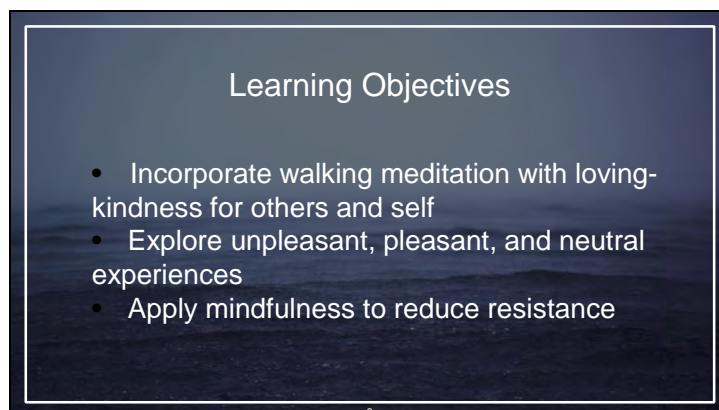 Learning Objectives
• Incorporate walking meditation with loving-
kindness for others and self
• Explore unpleasant, pleasant, and neutral
experiences
• Apply mindfulness to reduce resistance